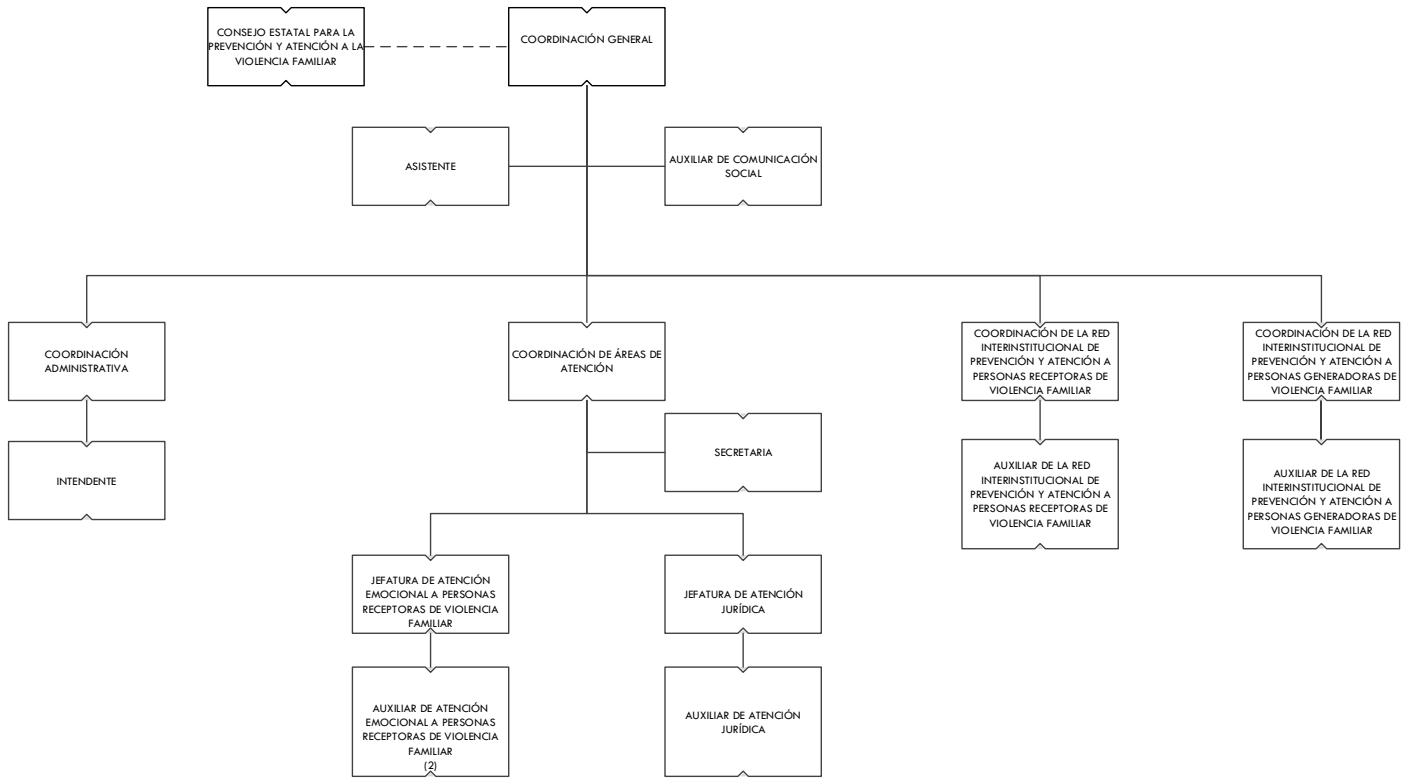 CONSEJO ESTATAL PARA LA
PREVENCIÓN Y ATENCIÓN A LA
VIOLENCIA FAMILIAR
COORDINACIÓN GENERAL
ASISTENTE
AUXILIAR DE COMUNICACIÓN
SOCIAL
COORDINACIÓN
ADMINISTRATIVA
COORDINACIÓN DE ÁREAS DE
ATENCIÓN
COORDINACIÓN DE LA RED
INTERINSTITUCIONAL DE
PREVENCIÓN Y ATENCIÓN A
PERSONAS RECEPTORAS DE
VIOLENCIA FAMILIAR
COORDINACIÓN DE LA RED
INTERINSTITUCIONAL DE
PREVENCIÓN Y ATENCIÓN A
PERSONAS GENERADORAS DE
VIOLENCIA FAMILIAR
INTENDENTE
SECRETARIA
AUXILIAR DE LA RED
INTERINSTITUCIONAL DE
PREVENCIÓN Y ATENCIÓN A
PERSONAS RECEPTORAS DE
VIOLENCIA FAMILIAR
AUXILIAR DE LA RED
INTERINSTITUCIONAL DE
PREVENCIÓN Y ATENCIÓN A
PERSONAS GENERADORAS DE
VIOLENCIA FAMILIAR
JEFATURA DE ATENCIÓN
EMOCIONAL A PERSONAS
RECEPTORAS DE VIOLENCIA
FAMILIAR
JEFATURA DE ATENCIÓN
JURÍDICA
AUXILIAR DE ATENCIÓN
EMOCIONAL A PERSONAS
RECEPTORAS DE VIOLENCIA
FAMILIAR
(2)
AUXILIAR DE ATENCIÓN
JURÍDICA